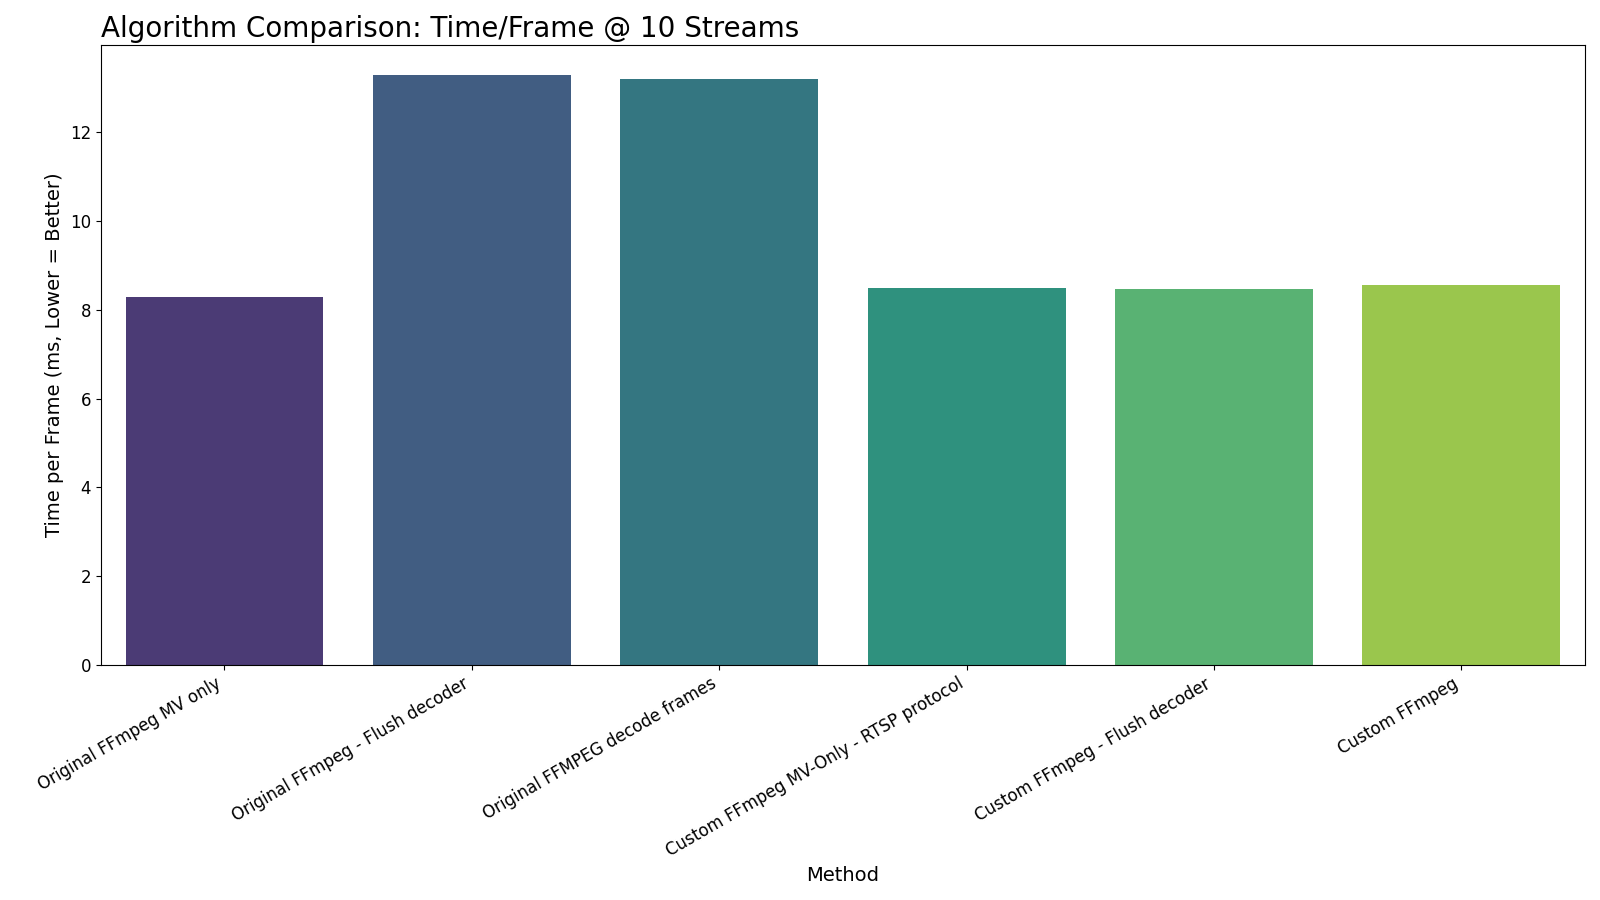 Algorithm Comparison: Time/Frame @ 10 Streams
Time per Frame (ms, Lower = Better)
12
10
8
6
4
2
0
Original FFmpeg MV only
Original FFmpeg - Flush decoder
Original FFMPEG decode frames
Custom FFmpeg MV-Only - RTSP protocol
Custom FFmpeg - Flush decoder
Custom FFmpeg
Method